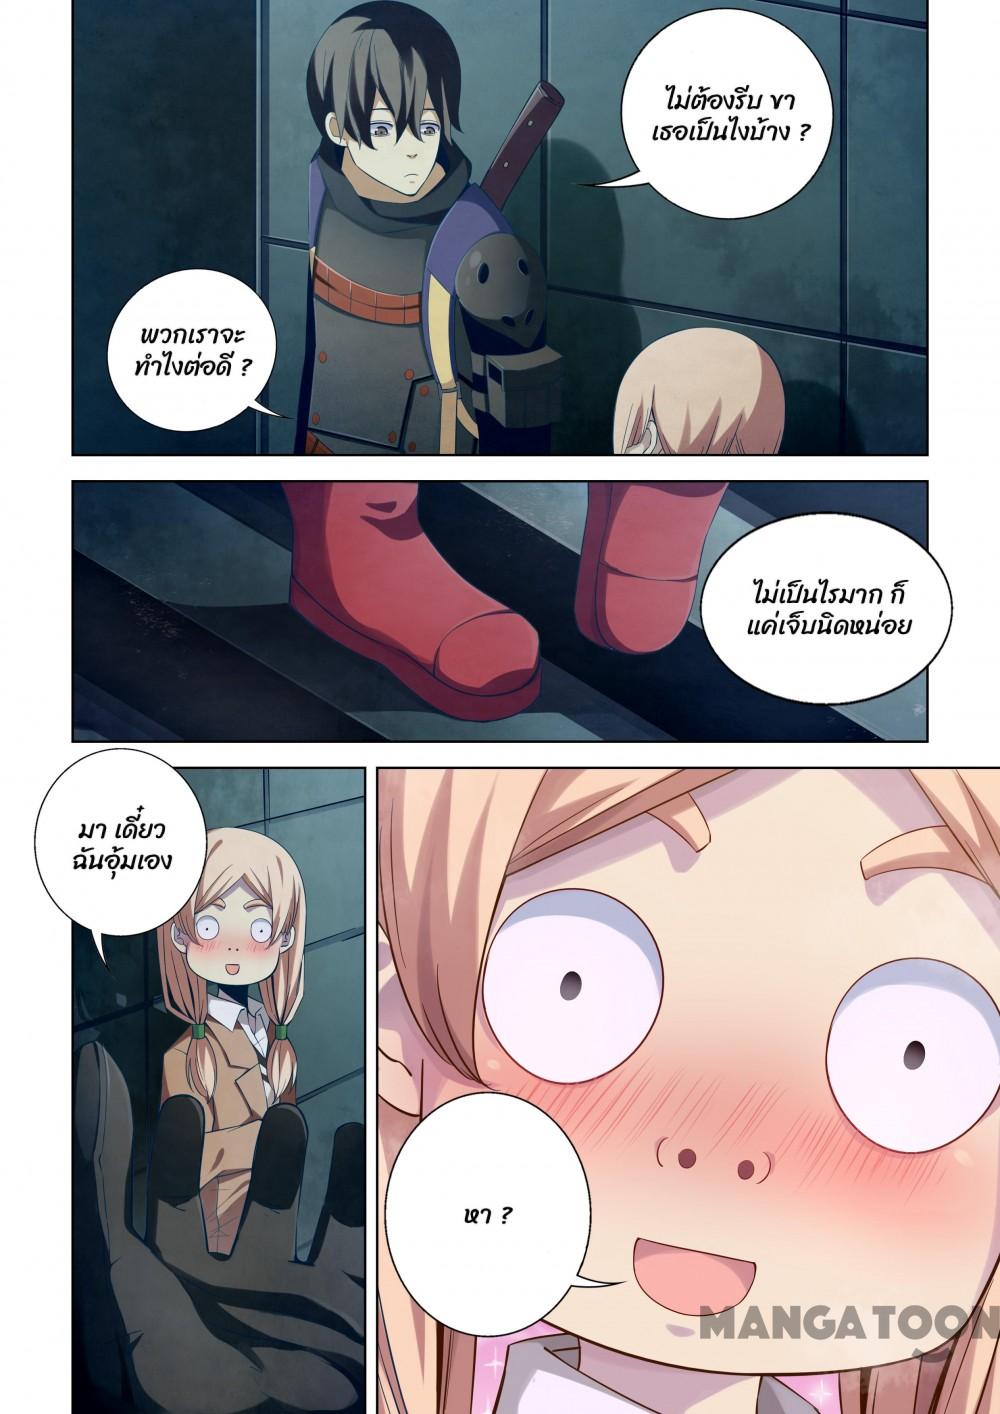 ไม่ต้องรีบ ขา
เธอเป็นไงบ้าง ?
พวกเราจะ
ทำไงต่อดี ?
ไม่เป็นไรมาก ก็
แค่เจ็บนิดหน่อย
มา เดี๋ยว
ฉันอุ้มเอง
หา ?
MANGATOON